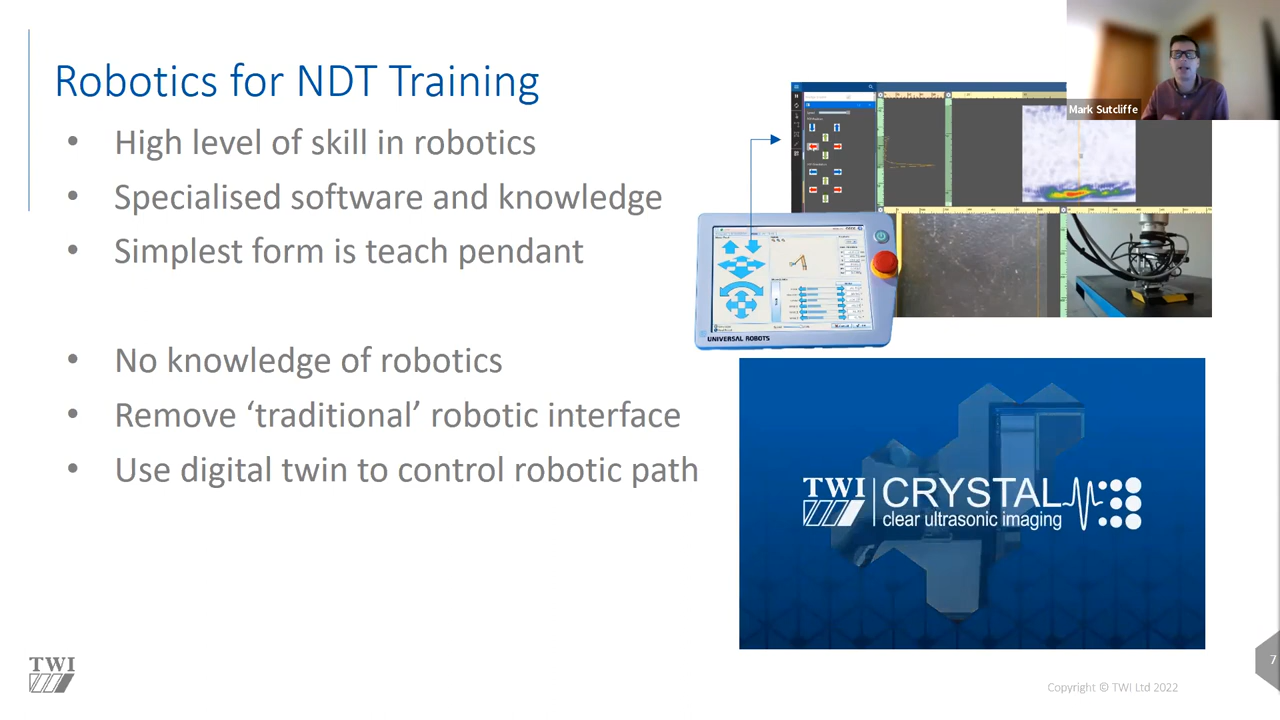 Robotics for NDT Training
• High level of skill in robotics
• Specialised software and knowledge
• Simplest form is teach pendant
• No knowledge of robotics
• Remove ‘traditional’ robotic interface
• Use digital twin to control robotic path
Mark Sutcliffe
UNIVERSAL ROBOTS
TWI CRYSTAL
clear ultrasonic imaging
TWI
Copyright © TWI Ltd 2022
7